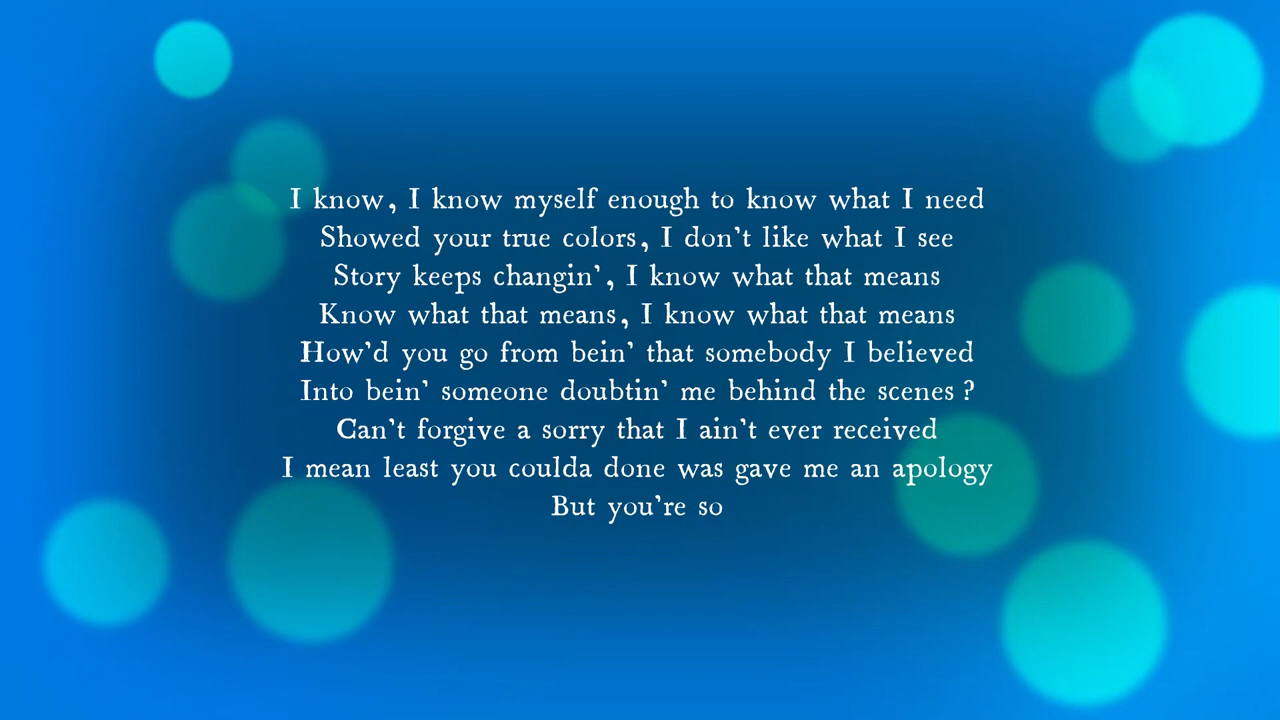 I know, I know myself enough to know what I need
Showed your true colors, I don't like what I see
Story keeps changin', I know what that means
Know what that means, I know what that means
How'd you go from bein' that somebody I believed
Into bein' someone doubtin' me behind the scenes ?
Can't forgive a sorry that I ain't ever received
I mean least you coulda done was gave me an apology
But you're so